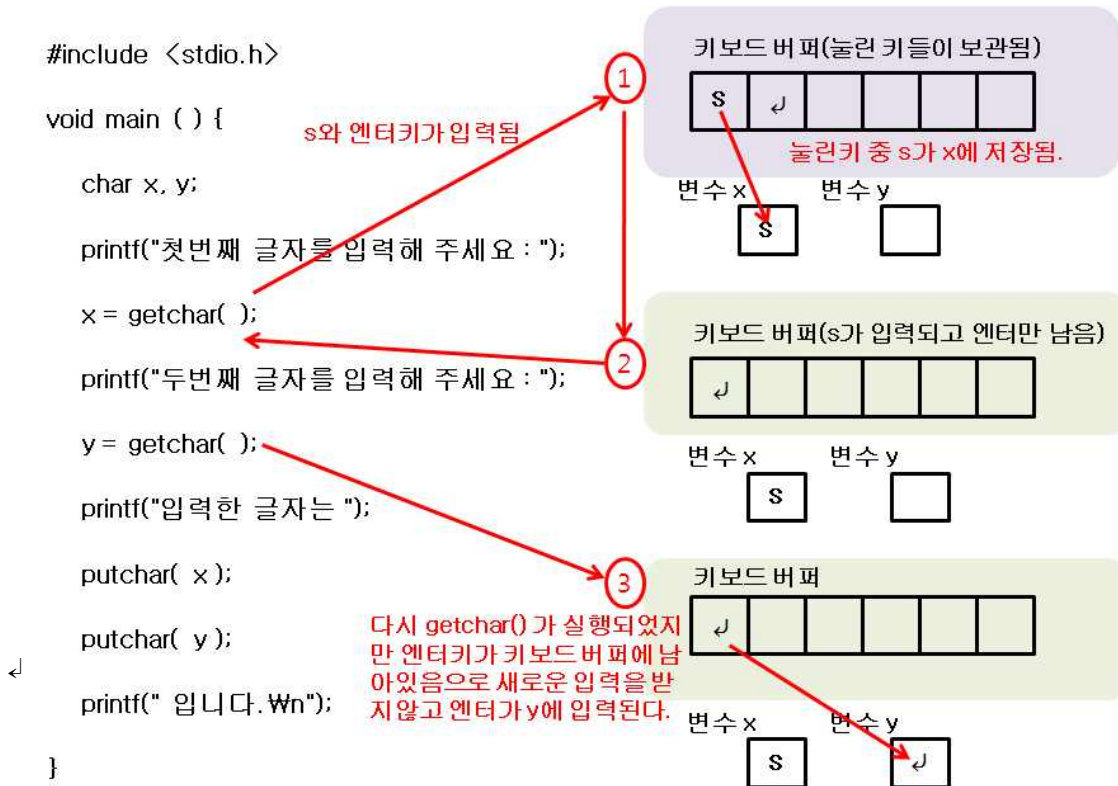 #include <stdio.h>
void main ( ) {
char x, y;
printf("첫번째 글자를 입력해 주세요 : ");
x = getchar( );
printf("두번째 글자를 입력해 주세요 : ");
y = getchar( );
printf("입력한 글자는 ");
putchar( x );
putchar( y );
printf(" 입니다.₩n");
}
↲
s와 엔터키가 입력됨
1
키보드 버퍼(눌린 키들이 보관됨)
s ↲
눌린키 중 s가 x에 저장됨.
변수 x 변수 y
s
2
키보드 버퍼(s가 입력되고 엔터만 남음)
↲
변수 x 변수 y
s
3
키보드 버퍼
↲
다시 getchar() 가 실행되었지
만 엔터키가 키보드 버퍼에 남
아있음으로 새로운 입력을 받
지않고 엔터가 y에 입력된다.
변수 x 변수 y
s ↲